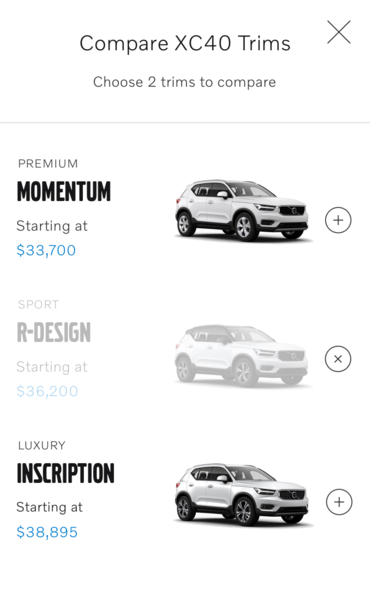 Compare XC40 Trims
Choose 2 trims to compare
PREMIUM
MOMENTUM
Starting at
$33,700
SPORT
R-DESIGN
Starting at
$36,200
LUXURY
INSCRIPTION
Starting at
$38,895